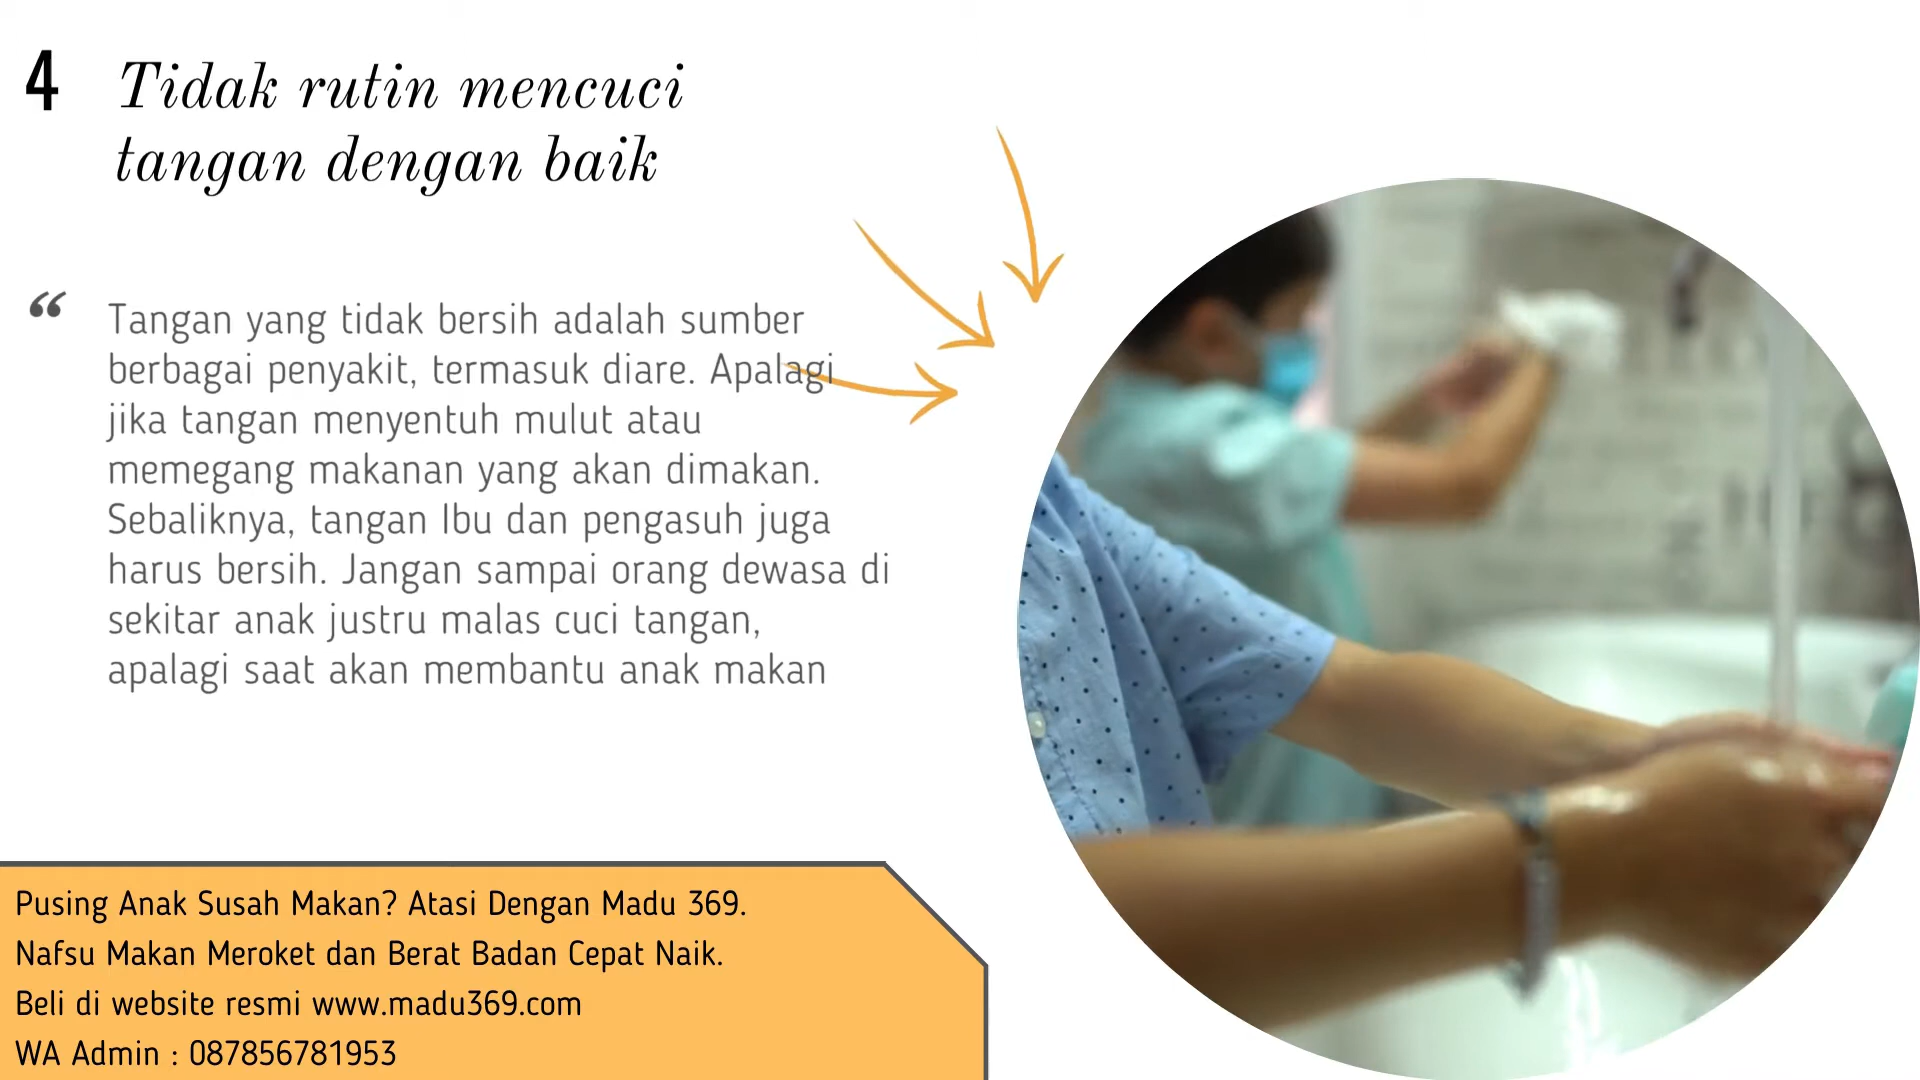 4
Tidak rutin mencuci
tangan dengan baik
“
Tangan yang tidak bersih adalah sumber
berbagai penyakit, termasuk diare. Apalagi
jika tangan menyentuh mulut atau
memegang makanan yang akan dimakan.
Sebaliknya, tangan Ibu dan pengasuh juga
harus bersih. Jangan sampai orang dewasa di
sekitar anak justru malas cuci tangan,
apalagi saat akan membantu anak makan
Pusing Anak Susah Makan? Atasi Dengan Madu 369.
Nafsu Makan Meroket dan Berat Badan Cepat Naik.
Beli di website resmi www.madu369.com
WA Admin : 087856781953